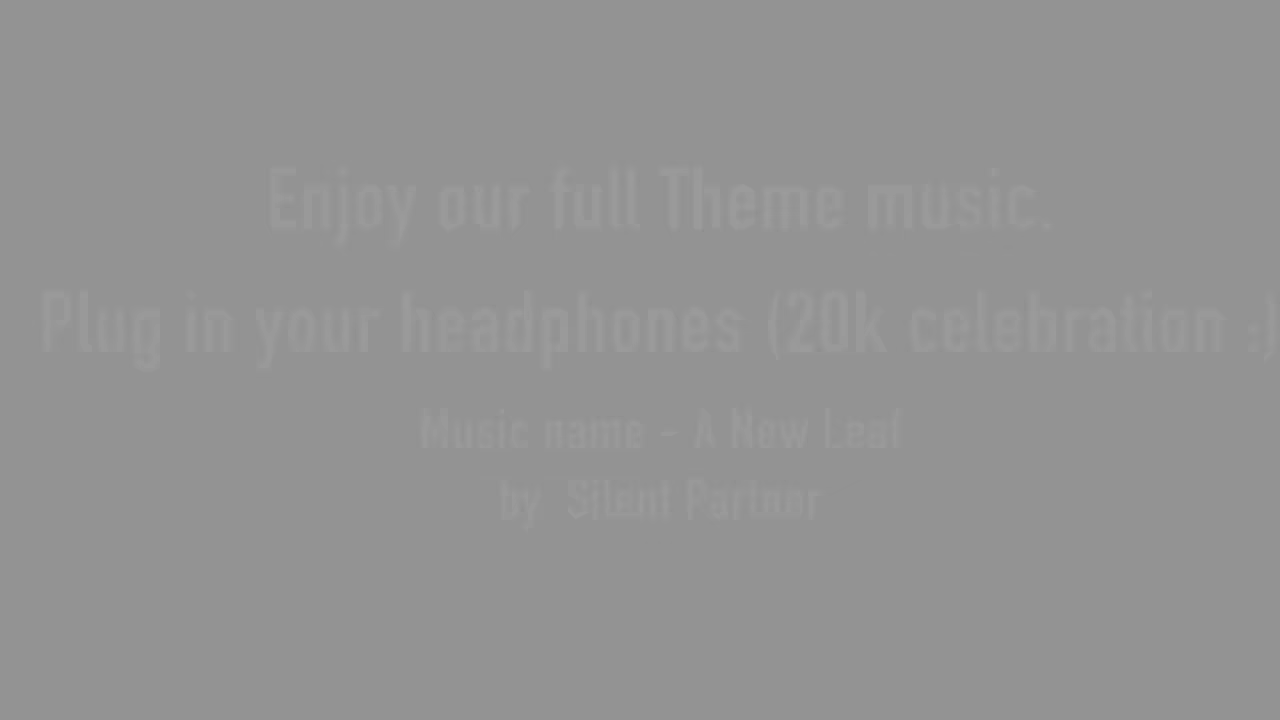 Enjoy our full Theme music.
Plug in your headphones (20k celebration :)
Music name - A New Leaf
by Silent Partner